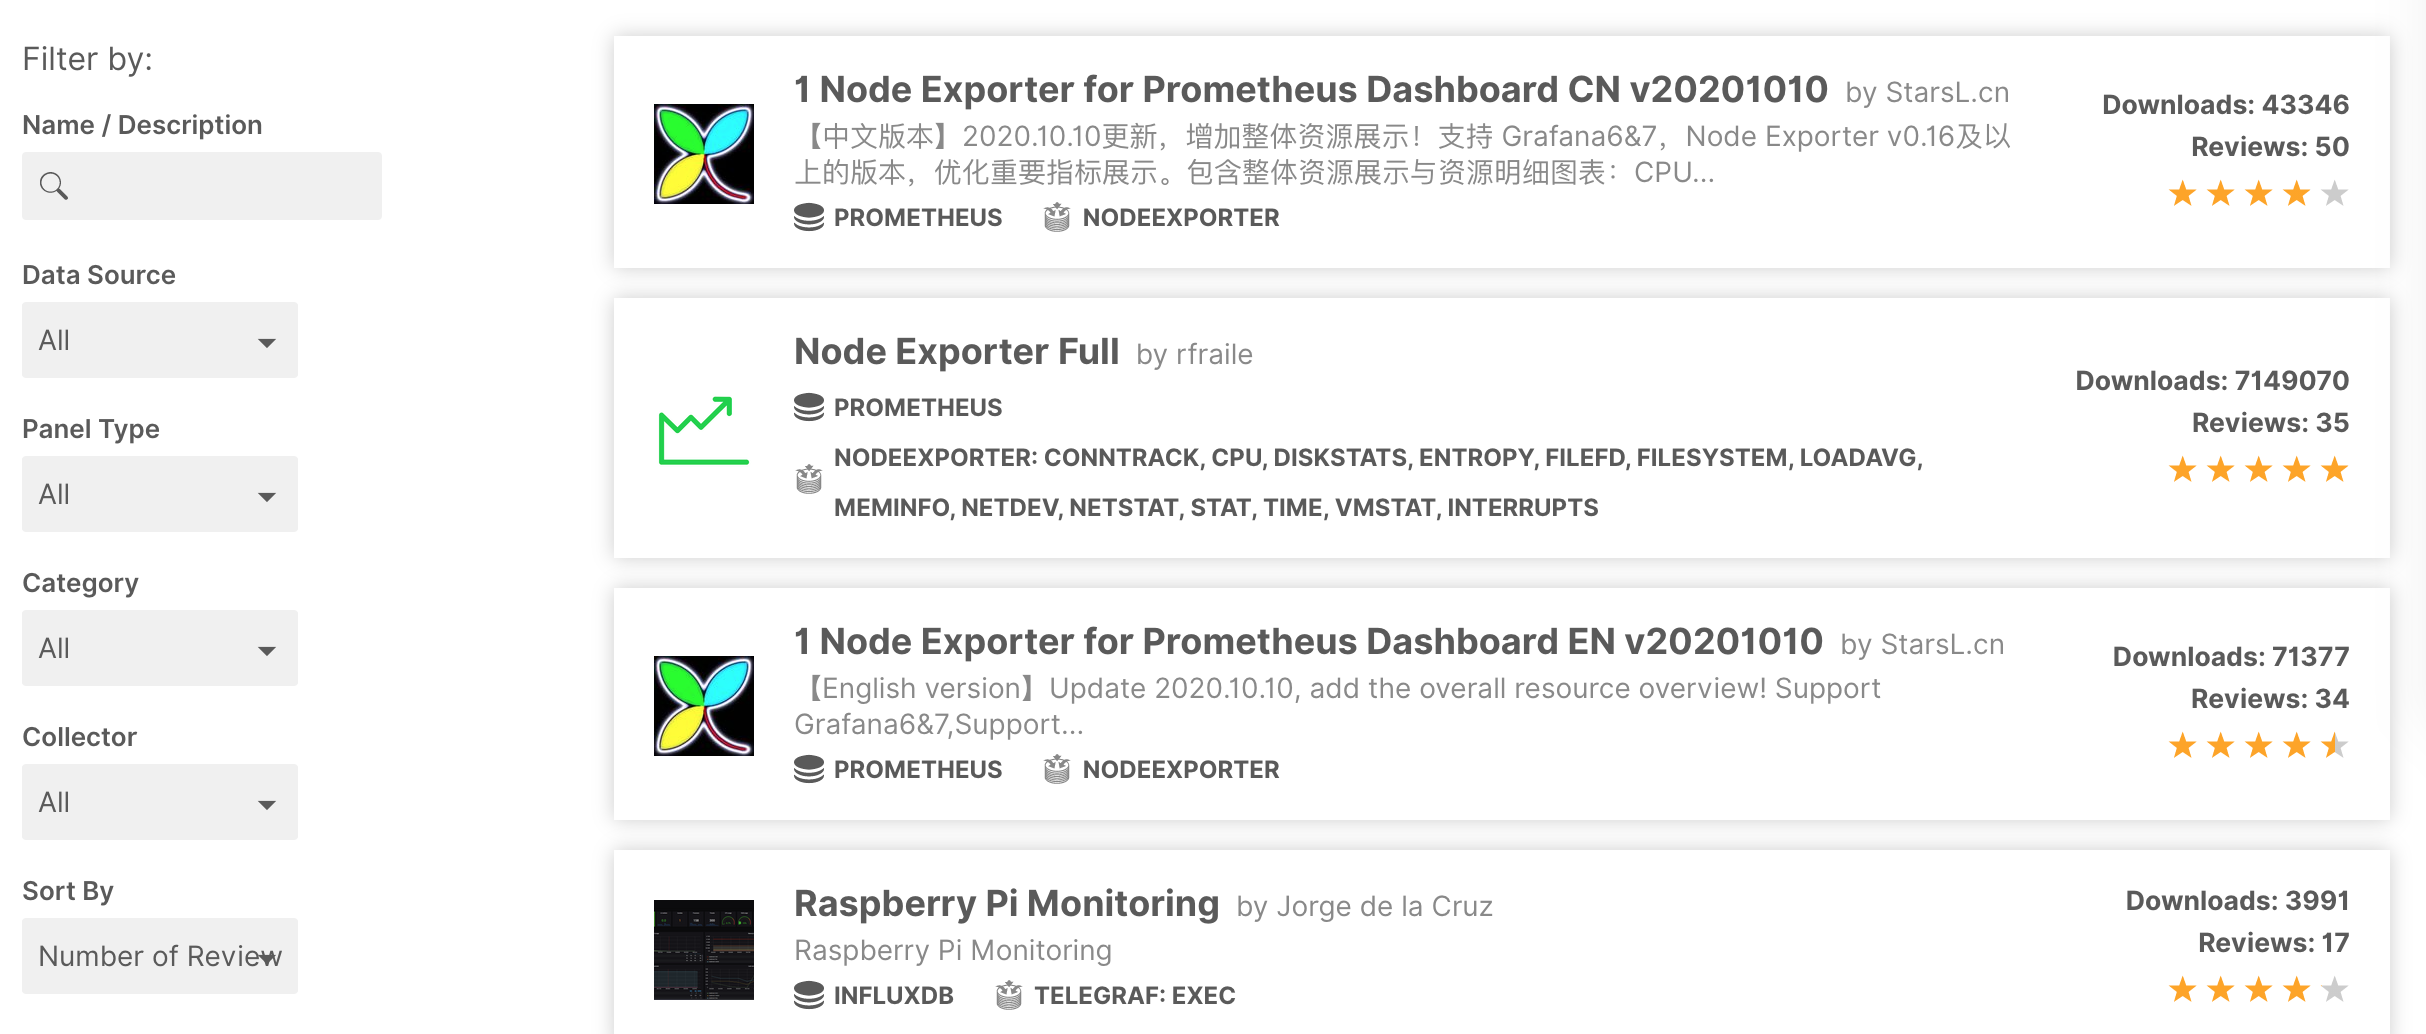 Filter by:
Name / Description
Data Source
All
Panel Type
All
Category
All
Collector
All
Sort By
Number of Review
1 Node Exporter for Prometheus Dashboard CN v20201010 by StarsL.cn
【中文版本】2020.10.10更新，增加整体资源展示！支持 Grafana6&7，Node Exporter v0.16及以
上的版本，优化重要指标展示。包含整体资源展示与资源明细图表：CPU...
PROMETHEUS NODEEXPORTER
Downloads: 43346
Reviews: 50
Node Exporter Full by rfraile
PROMETHEUS
NODEEXPORTER: CONNTRACK, CPU, DISKSTATS, ENTROPY, FILEFD, FILESYSTEM, LOADAVG,
MEMINFO, NETDEV, NETSTAT, STAT, TIME, VMSTAT, INTERRUPTS
Downloads: 7149070
Reviews: 35
1 Node Exporter for Prometheus Dashboard EN v20201010 by StarsL.cn
【English version】Update 2020.10.10, add the overall resource overview! Support
Grafana6&7,Support...
PROMETHEUS NODEEXPORTER
Downloads: 71377
Reviews: 34
Raspberry Pi Monitoring by Jorge de la Cruz
Raspberry Pi Monitoring
INFLUXDB TELEGRAF: EXEC
Downloads: 3991
Reviews: 17